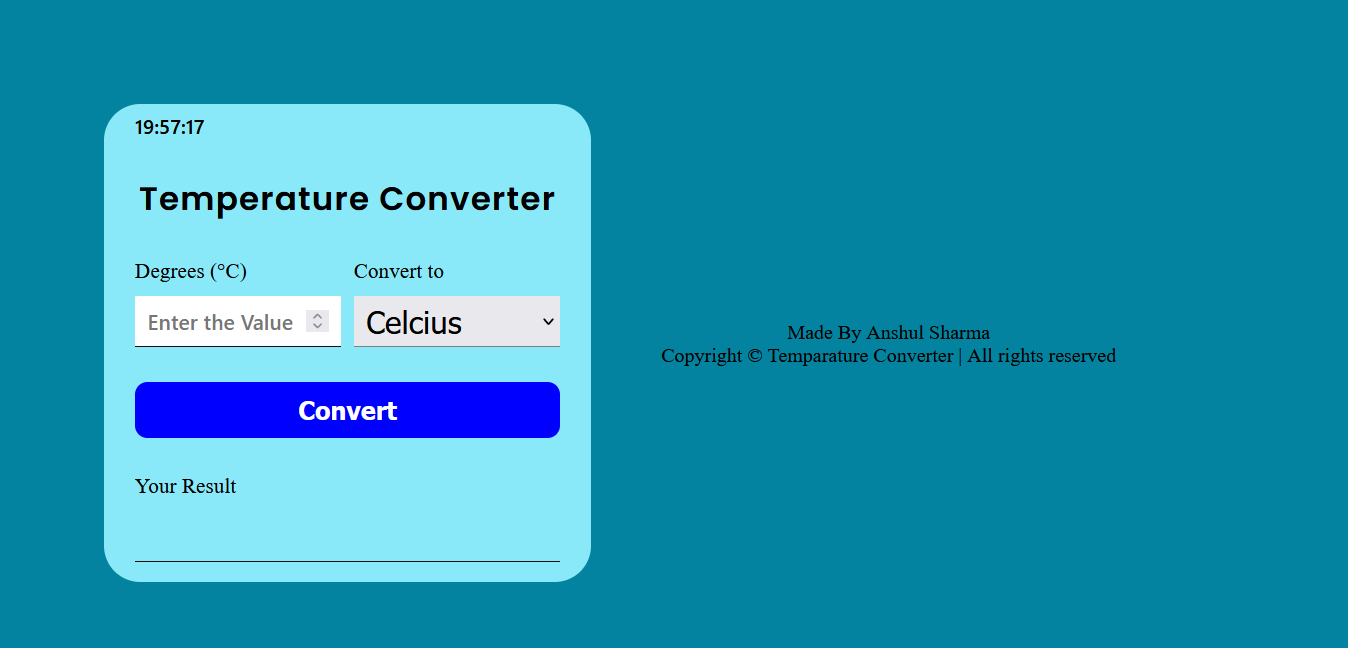 19:57:17
Temperature Converter
Degrees (°C)
Convert to
Enter the Value
Celcius
Convert
Your Result
Made By Anshul Sharma
Copyright © Temparature Converter | All rights reserved